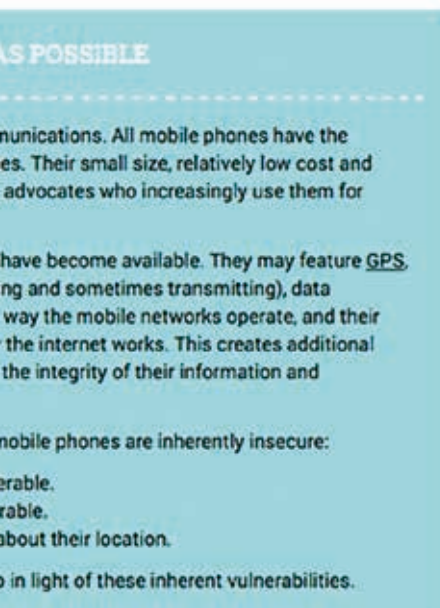 AS POSSIBLE
munications. All mobile phones have the
es. Their small size, relatively low cost and
advocates who increasingly use them for
have become available. They may feature GPS,
ng and sometimes transmitting), data
way the mobile networks operate, and their
the internet works. This creates additional
the integrity of their information and
mobile phones are inherently insecure:
erable.
rable.
about their location.
in light of these inherent vulnerabilities.